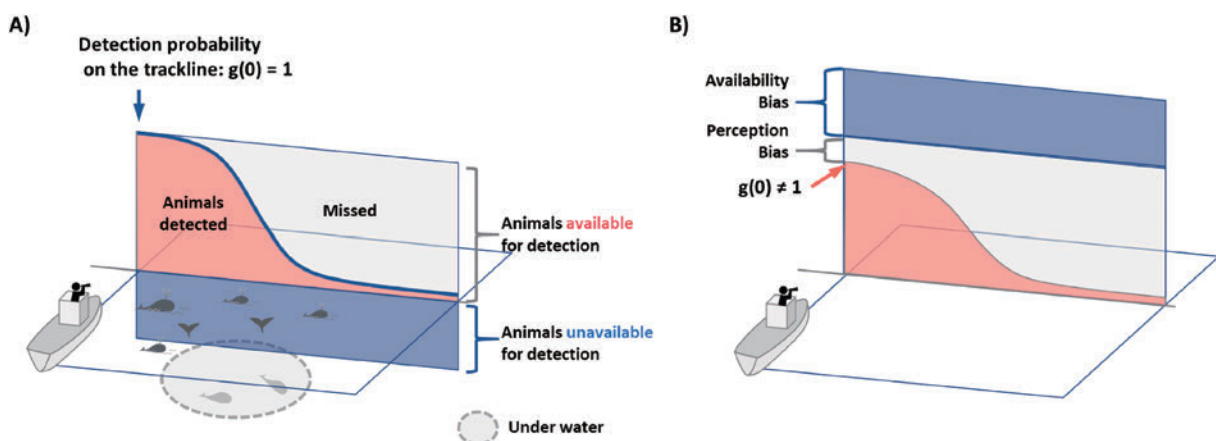 A)
Detection probability
on the trackline: g(0) = 1
Animals
detected
Missed
Animals available
for detection
Animals unavailable
for detection
Under water
B)
Availability
Bias
Perception
Bias
g(0) ≠ 1